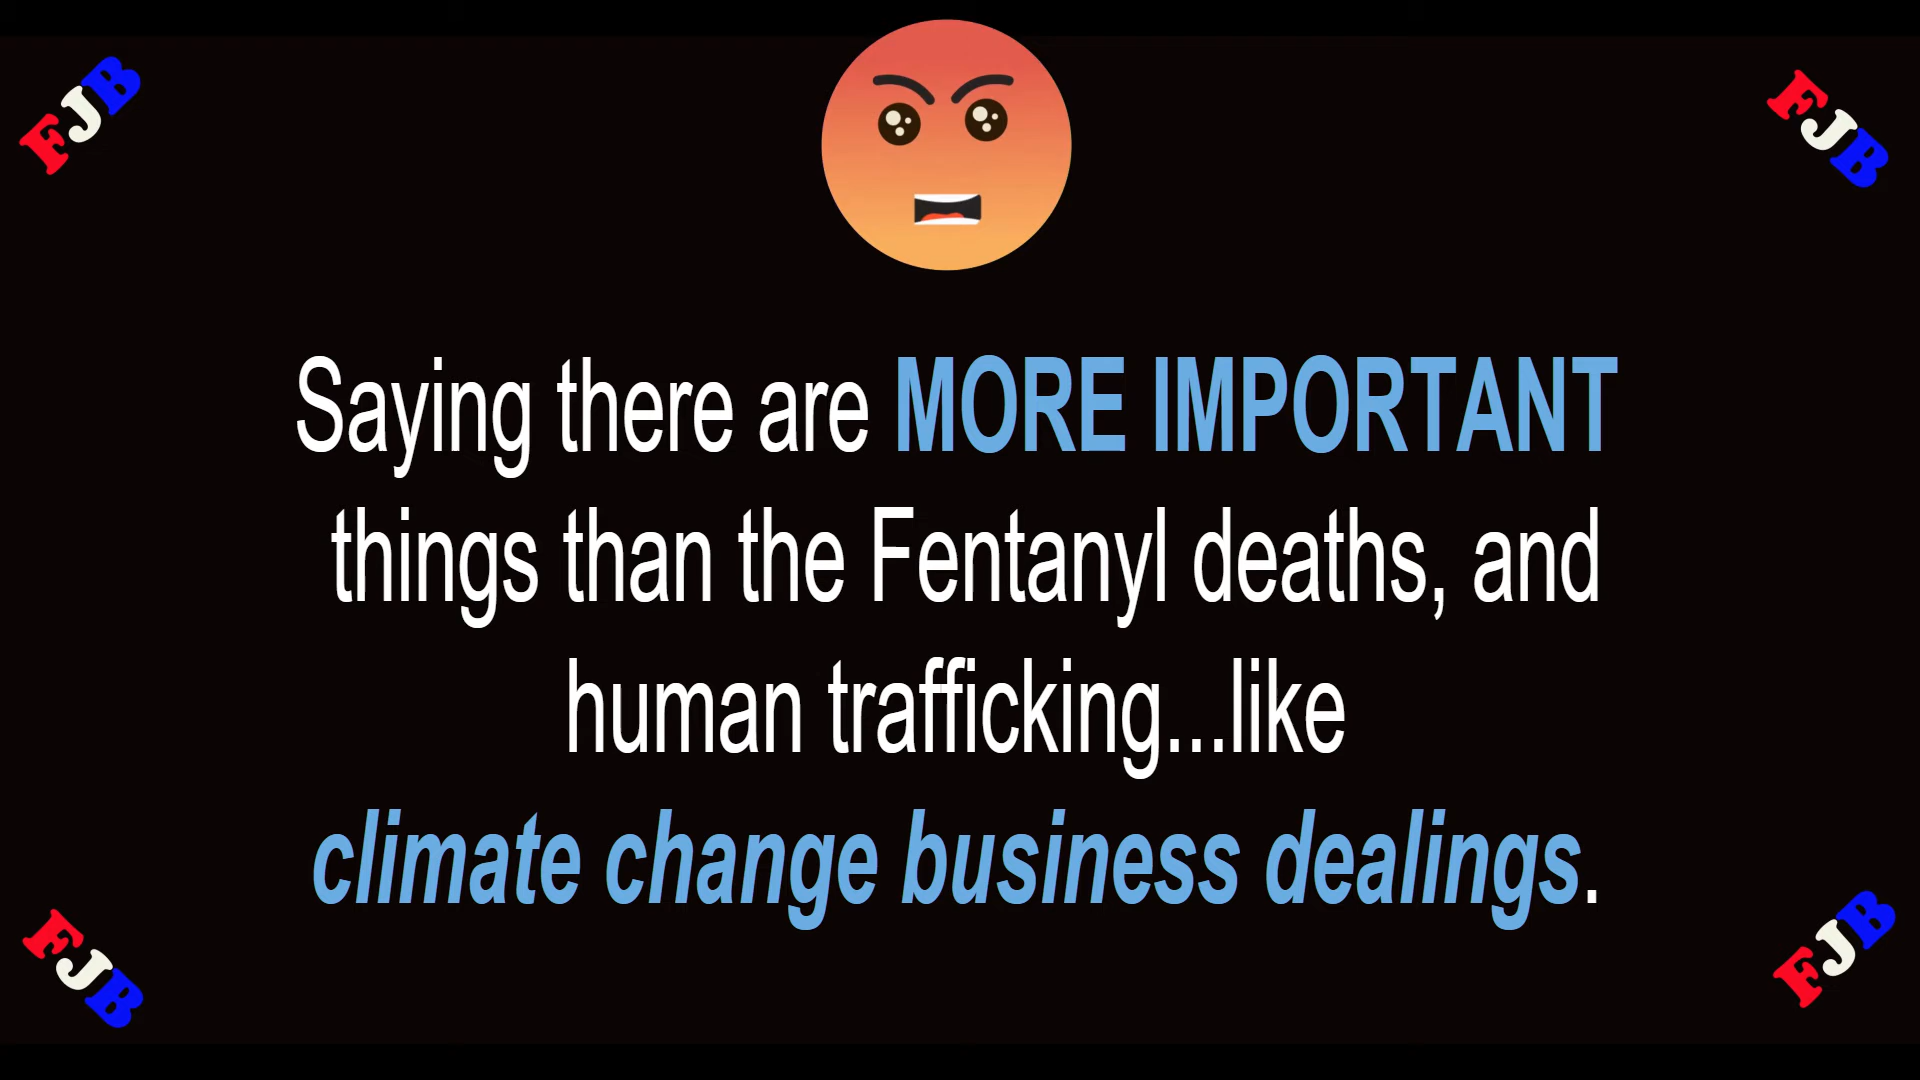 FJB
FJB
Saying there are MORE IMPORTANT
things than the Fentanyl deaths, and
human trafficking...like
climate change business dealings.
FJB
FJB